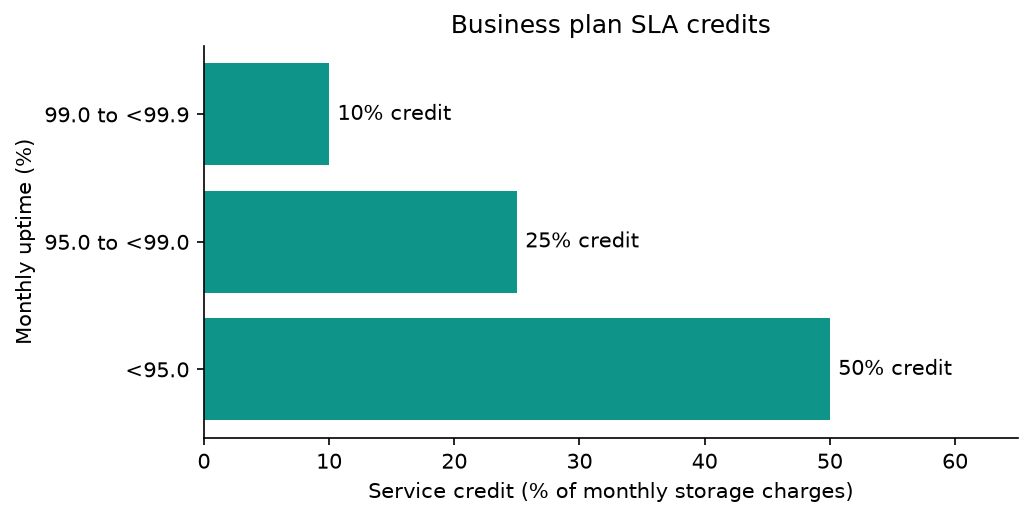 Business plan SLA credits
Monthly uptime (%)
99.0 to <99.9
10% credit
95.0 to <99.0
25% credit
<95.0
50% credit
0 10 20 30 40 50 60
Service credit (% of monthly storage charges)